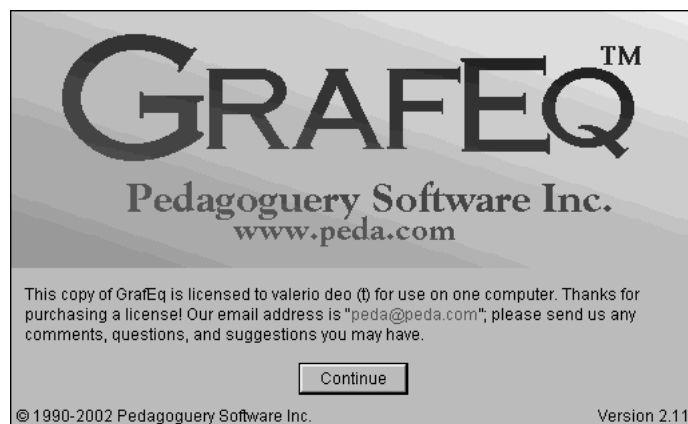 GRAFEQ™
Pedagoguery Software Inc.
www.peda.com
This copy of GrafEq is licensed to valerio deo (t) for use on one computer. Thanks for
purchasing a license! Our email address is "peda@peda.com"; please send us any
comments, questions, and suggestions you may have.
Continue
© 1990-2002 Pedagoguery Software Inc. Version 2.11